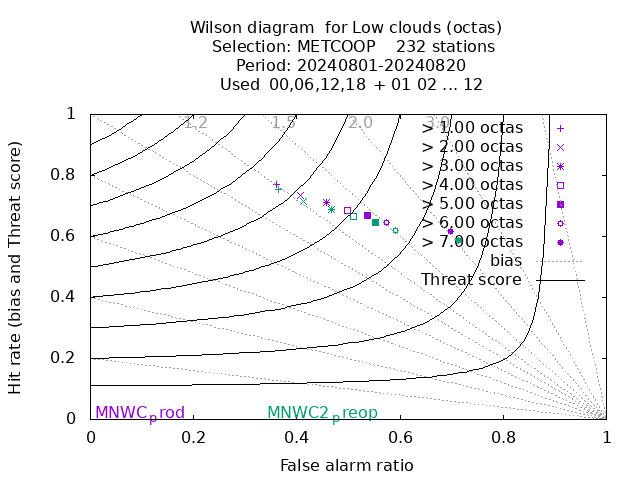 Wilson diagram  for Low clouds (octas)
Selection: METCOOP    232 stations
Period: 20240801-20240820
Used  00,06,12,18  + 01 02 ... 12
Hit rate (bias and Threat score)
1
0.8
0.6
0.4
0.2
0
1.2 1.5 2.0 3.0
> 1.00 octas
> 2.00 octas
> 3.00 octas
> 4.00 octas
> 5.00 octas
> 6.00 octas
> 7.00 octas
bias
Threat score
MNWCprod MNWC2preop
0 0.2 0.4 0.6 0.8 1
False alarm ratio